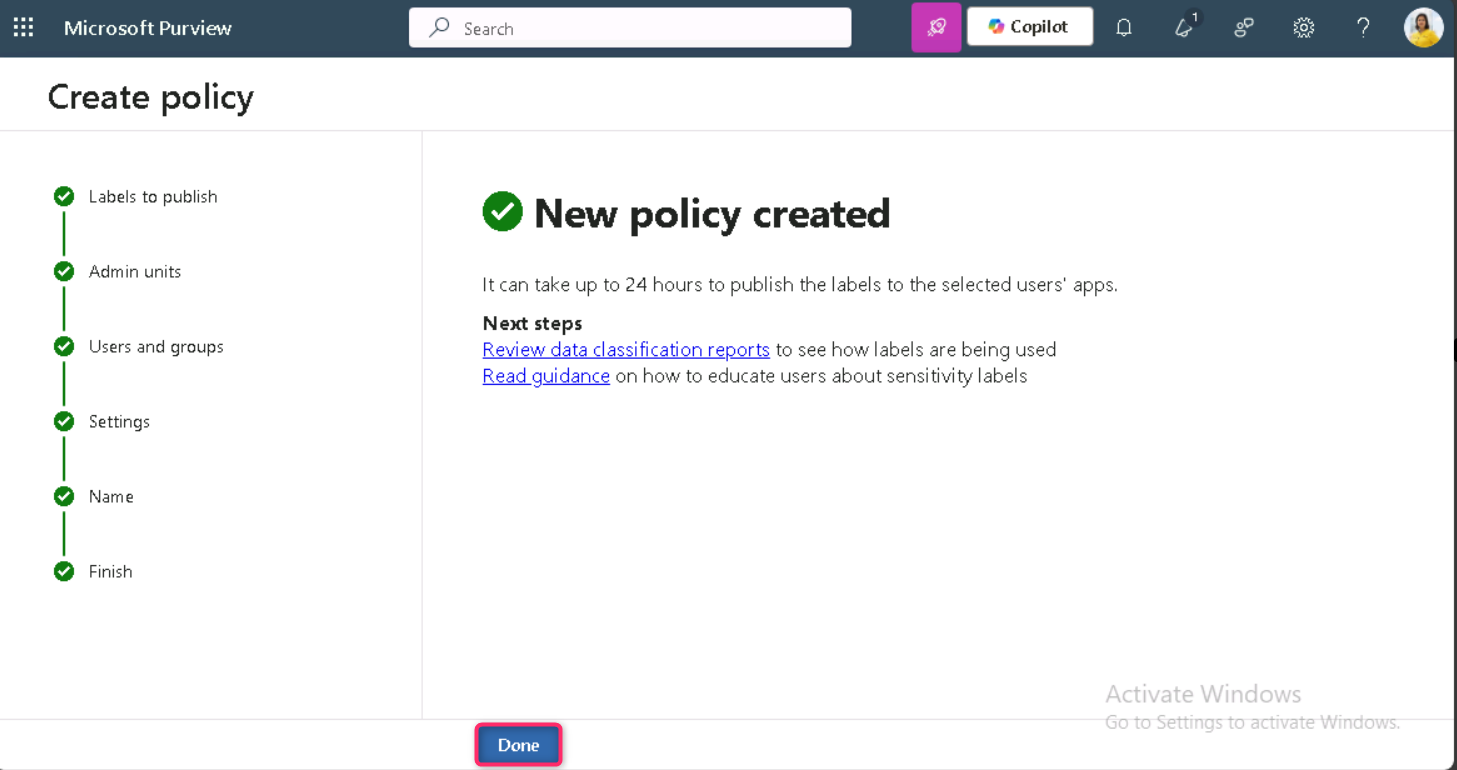 Microsoft Purview
Search
Copilot
1
?
Create policy
Labels to publish
Admin units
Users and groups
Settings
Name
Finish
New policy created
It can take up to 24 hours to publish the labels to the selected users' apps.
Next steps
Review data classification reports to see how labels are being used
Read guidance on how to educate users about sensitivity labels
Activate Windows
Go to Settings to activate Windows.
Done